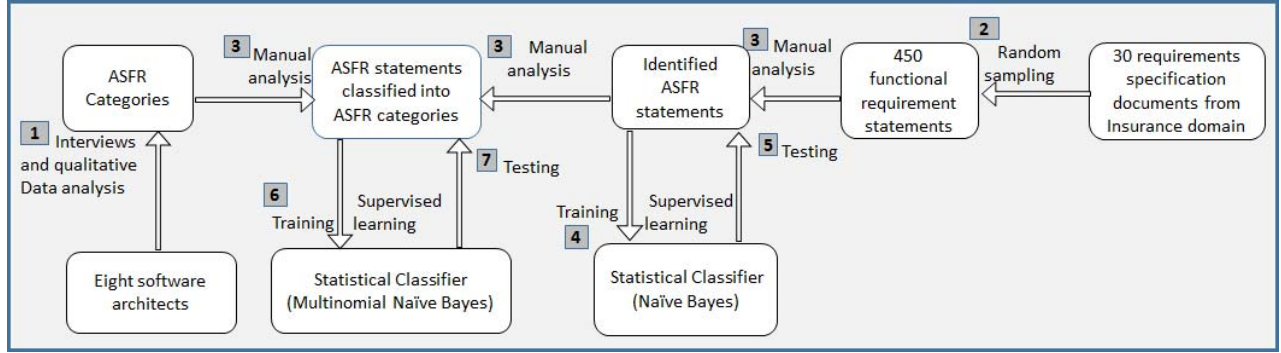 ASFR
Categories
3
Manual
analysis
ASFR statements
classified into
ASFR categories
3
Manual
analysis
Identified
ASFR
statements
3
Manual
analysis
450
functional
requirement
statements
2
Random
sampling
30 requirements
specification
documents from
Insurance domain
1
Interviews
and qualitative
Data analysis
6
Training
Supervised
learning
7
Testing
Training
4
Supervised
learning
5
Testing
Eight software
architects
Statistical Classifier
(Multinomial Naïve Bayes)
Statistical Classifier
(Naïve Bayes)